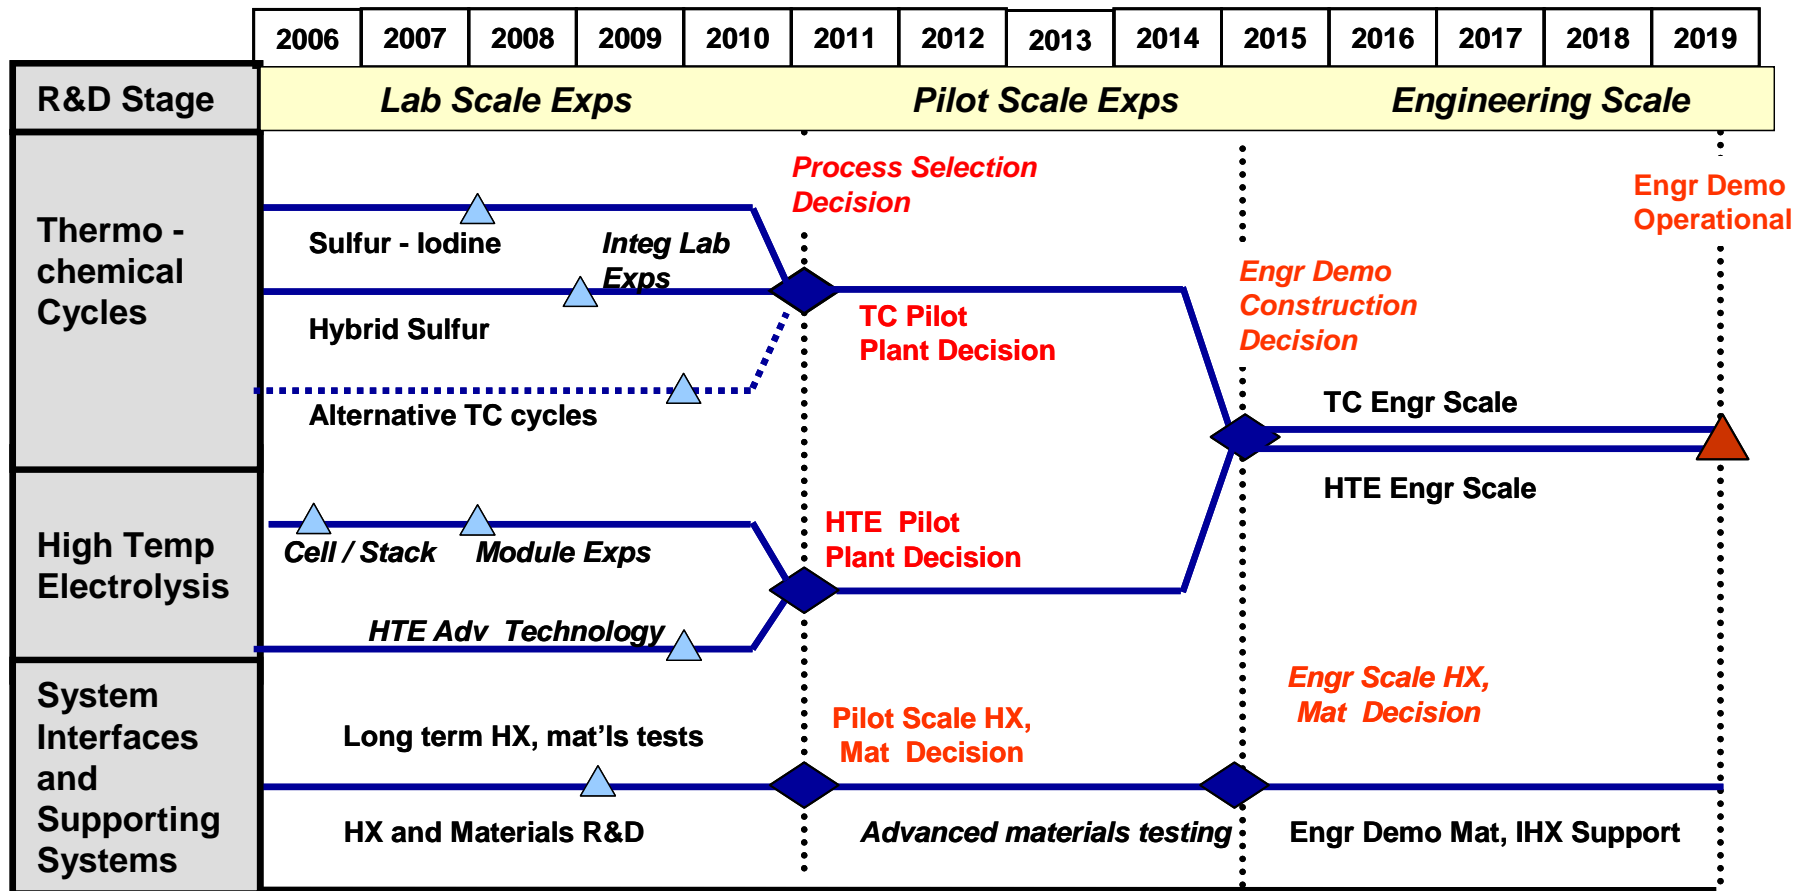 2006 2007 2008 2009 2010 2011 2012 2013 2014 2015 2016 2017 2018 2019
R&D Stage
Lab Scale Exps
Pilot Scale Exps
Engineering Scale
Thermo -
chemical
Cycles
Sulfur - Iodine
Integ Lab
Exps
Hybrid Sulfur
Alternative TC cycles
Process Selection
Decision
TC Pilot
Plant Decision
Engr Demo
Construction
Decision
Engr Demo
Operational
TC Engr Scale
HTE Engr Scale
High Temp
Electrolysis
Cell / Stack
Module Exps
HTE Adv Technology
HTE Pilot
Plant Decision
System
Interfaces
and
Supporting
Systems
Long term HX, mat'ls tests
HX and Materials R&D
Pilot Scale HX,
Mat Decision
Advanced materials testing
Engr Scale HX,
Mat Decision
Engr Demo Mat, IHX Support